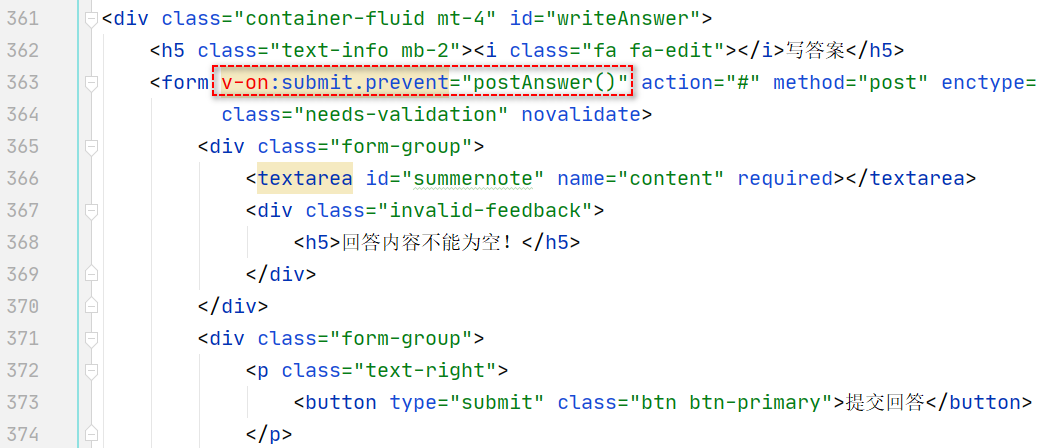 361 <div class="container-fluid mt-4" id="writeAnswer">
362 <h5 class="text-info mb-2"><i class="fa fa-edit"></i>写答案</h5>
363 <form v-on:submit.prevent="postAnswer()" action="#" method="post" enctype=
364 class="needs-validation" novalidate>
365 <div class="form-group">
366 <textarea id="summernote" name="content" required></textarea>
367 <div class="invalid-feedback">
368 <h5>回答内容不能为空！</h5>
369 </div>
370 </div>
371 <div class="form-group">
372 <p class="text-right">
373 <button type="submit" class="btn btn-primary">提交回答</button>
374 </p>